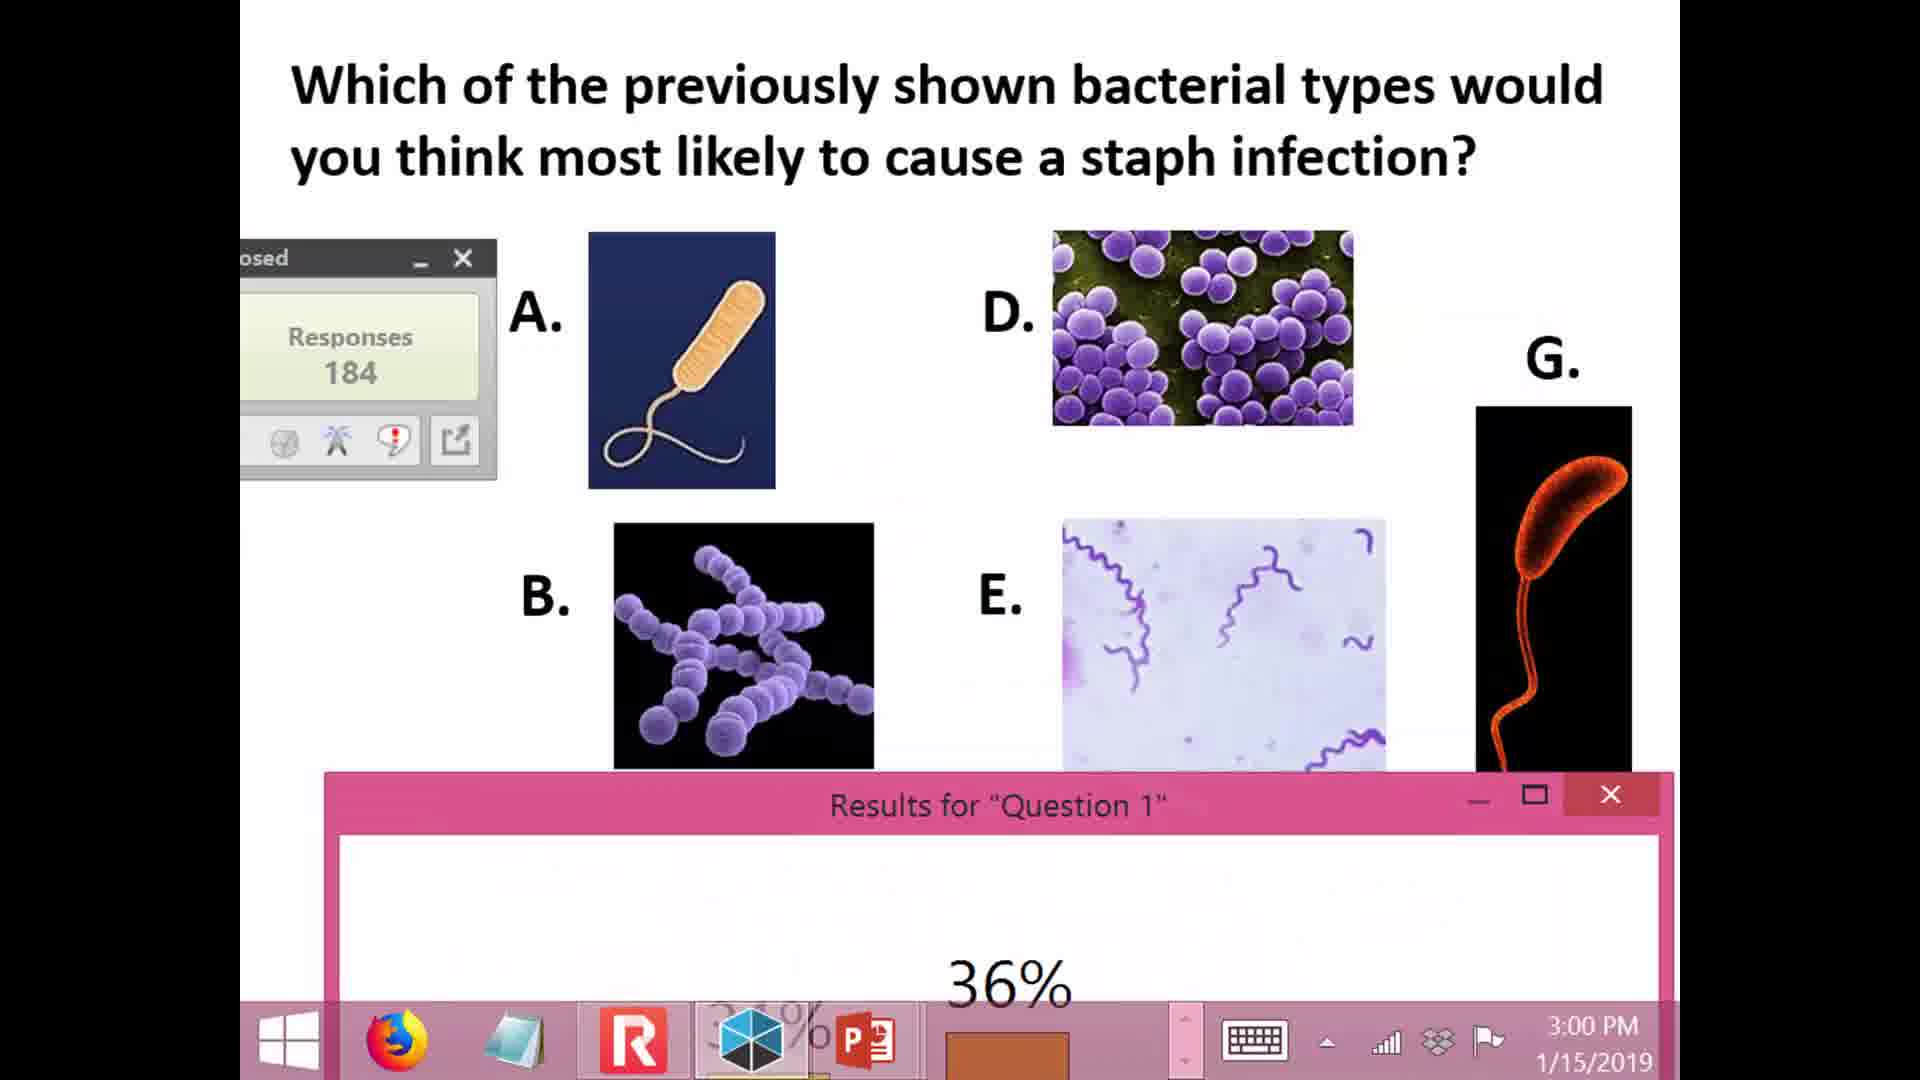 Which of the previously shown bacterial types would
you think most likely to cause a staph infection?
osed
Responses
184
A.
D.
G.
B.
E.
Results for “Question 1”
36%
3:00 PM
1/15/2019